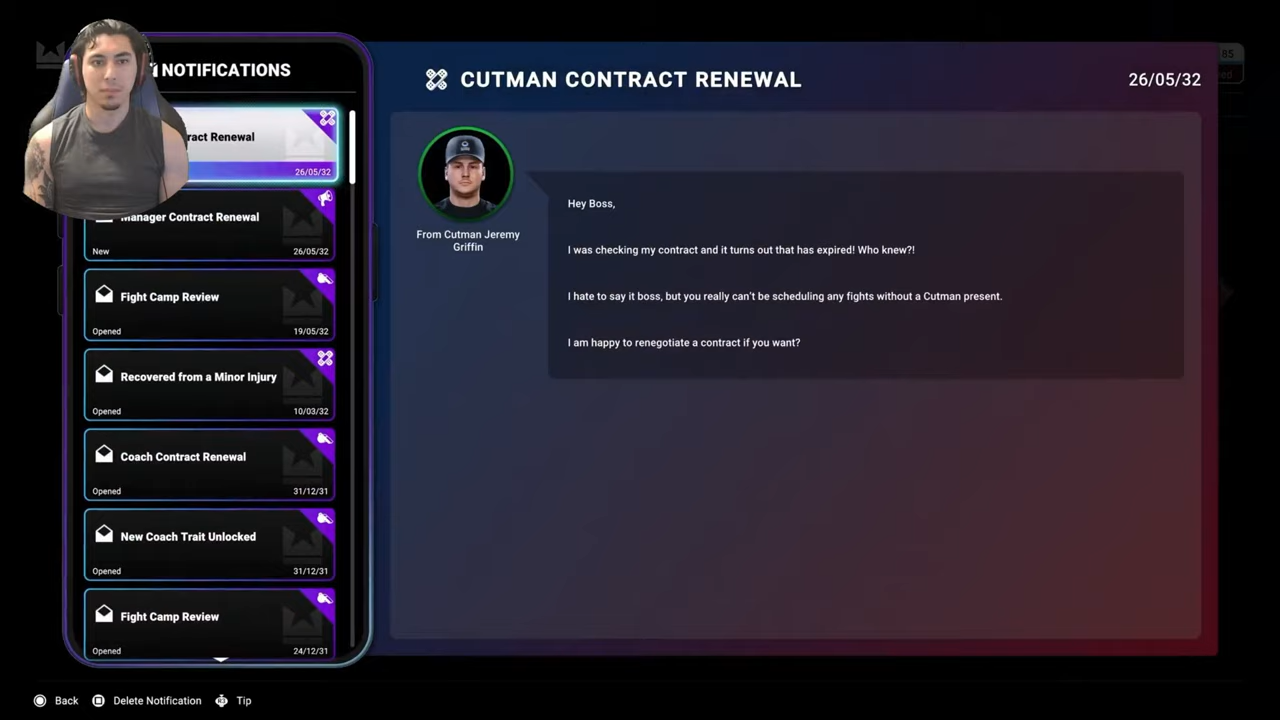 NOTIFICATIONS
ract Renewal
26/05/32
Manager Contract Renewal
New
26/05/32
Fight Camp Review
Opened
19/05/32
Recovered from a Minor Injury
Opened
10/03/32
Coach Contract Renewal
Opened
31/12/31
New Coach Trait Unlocked
Opened
31/12/31
Fight Camp Review
Opened
24/12/31
CUTMAN CONTRACT RENEWAL
26/05/32
From Cutman Jeremy
Griffin
Hey Boss,
I was checking my contract and it turns out that has expired! Who knew?!
I hate to say it boss, but you really can't be scheduling any fights without a Cutman present.
I am happy to renegotiate a contract if you want?
85
Back
Delete Notification
R3
Tip